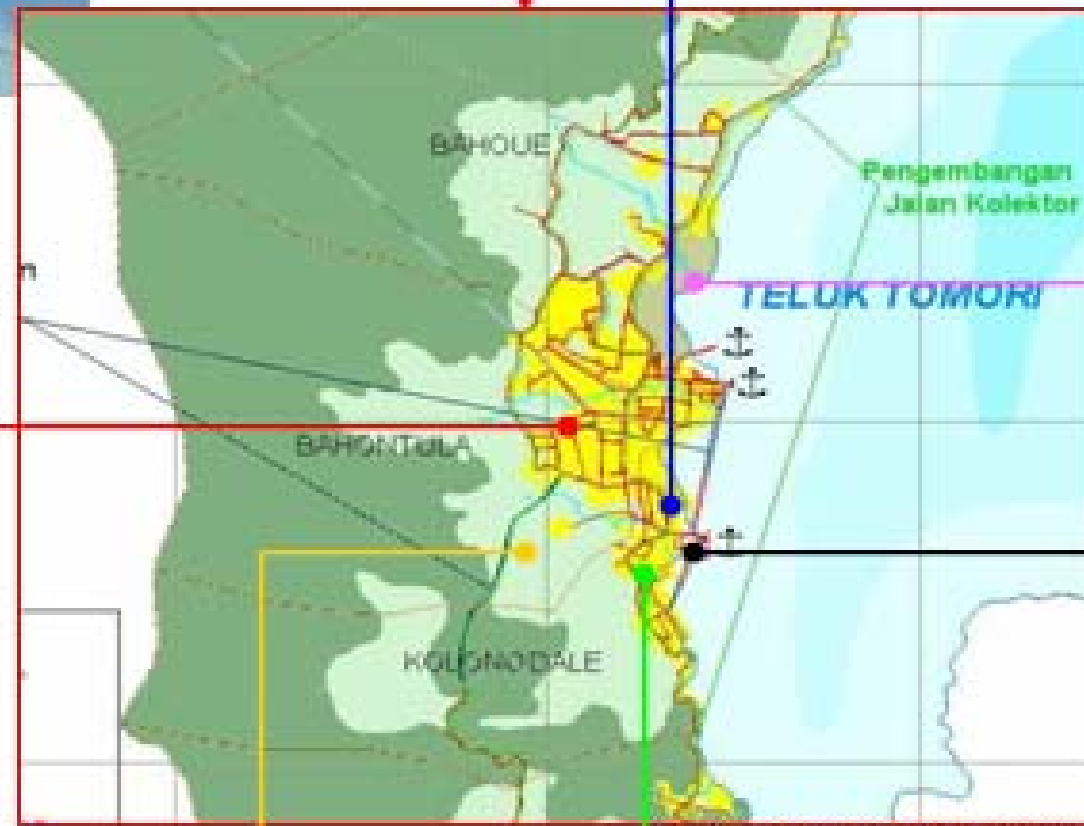 BAHOUE
Pengembangan
Jalan Kolektor
n
TELUK TOMORI
BAHONTULA
KOLONODALE